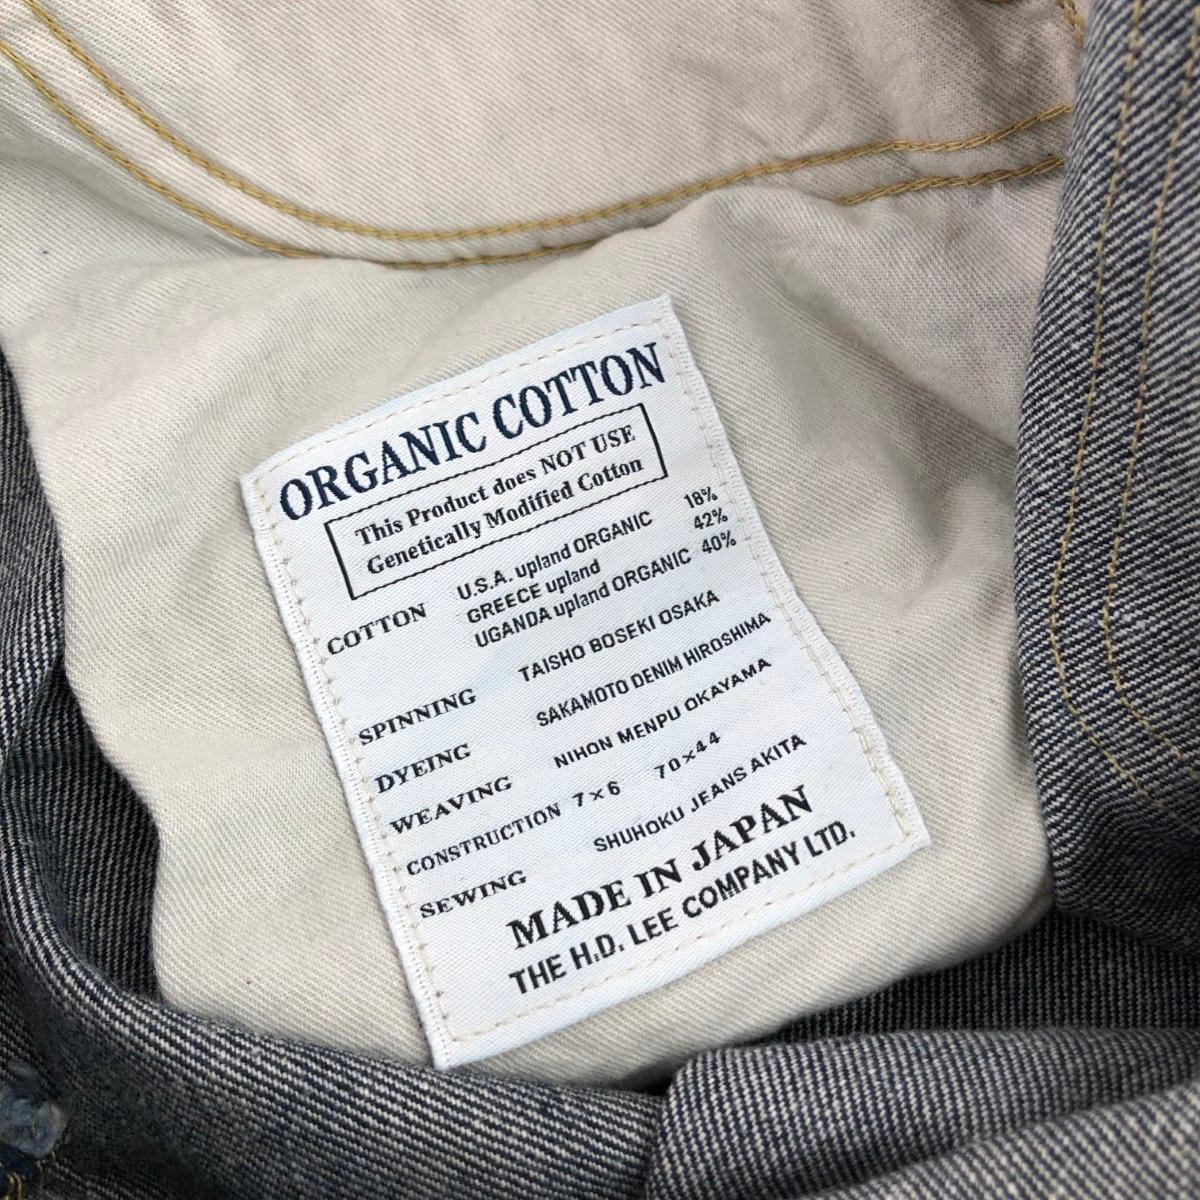 ORGANIC COTTON
This Product does NOT USE
Genetically Modified Cotton
COTTON U.S.A. upland ORGANIC 18%
GREECE upland 42%
UGANDA upland ORGANIC 40%
SPINNING TAISHO BOSEKI OSAKA
DYEING SAKAMOTO DENIM HIROSHIMA
WEAVING NIHON MENPU OKAYAMA
CONSTRUCTION 7×6 70×44
SEWING SHUHOKU JEANS AKITA
MADE IN JAPAN
THE H.D. LEE COMPANY LTD.